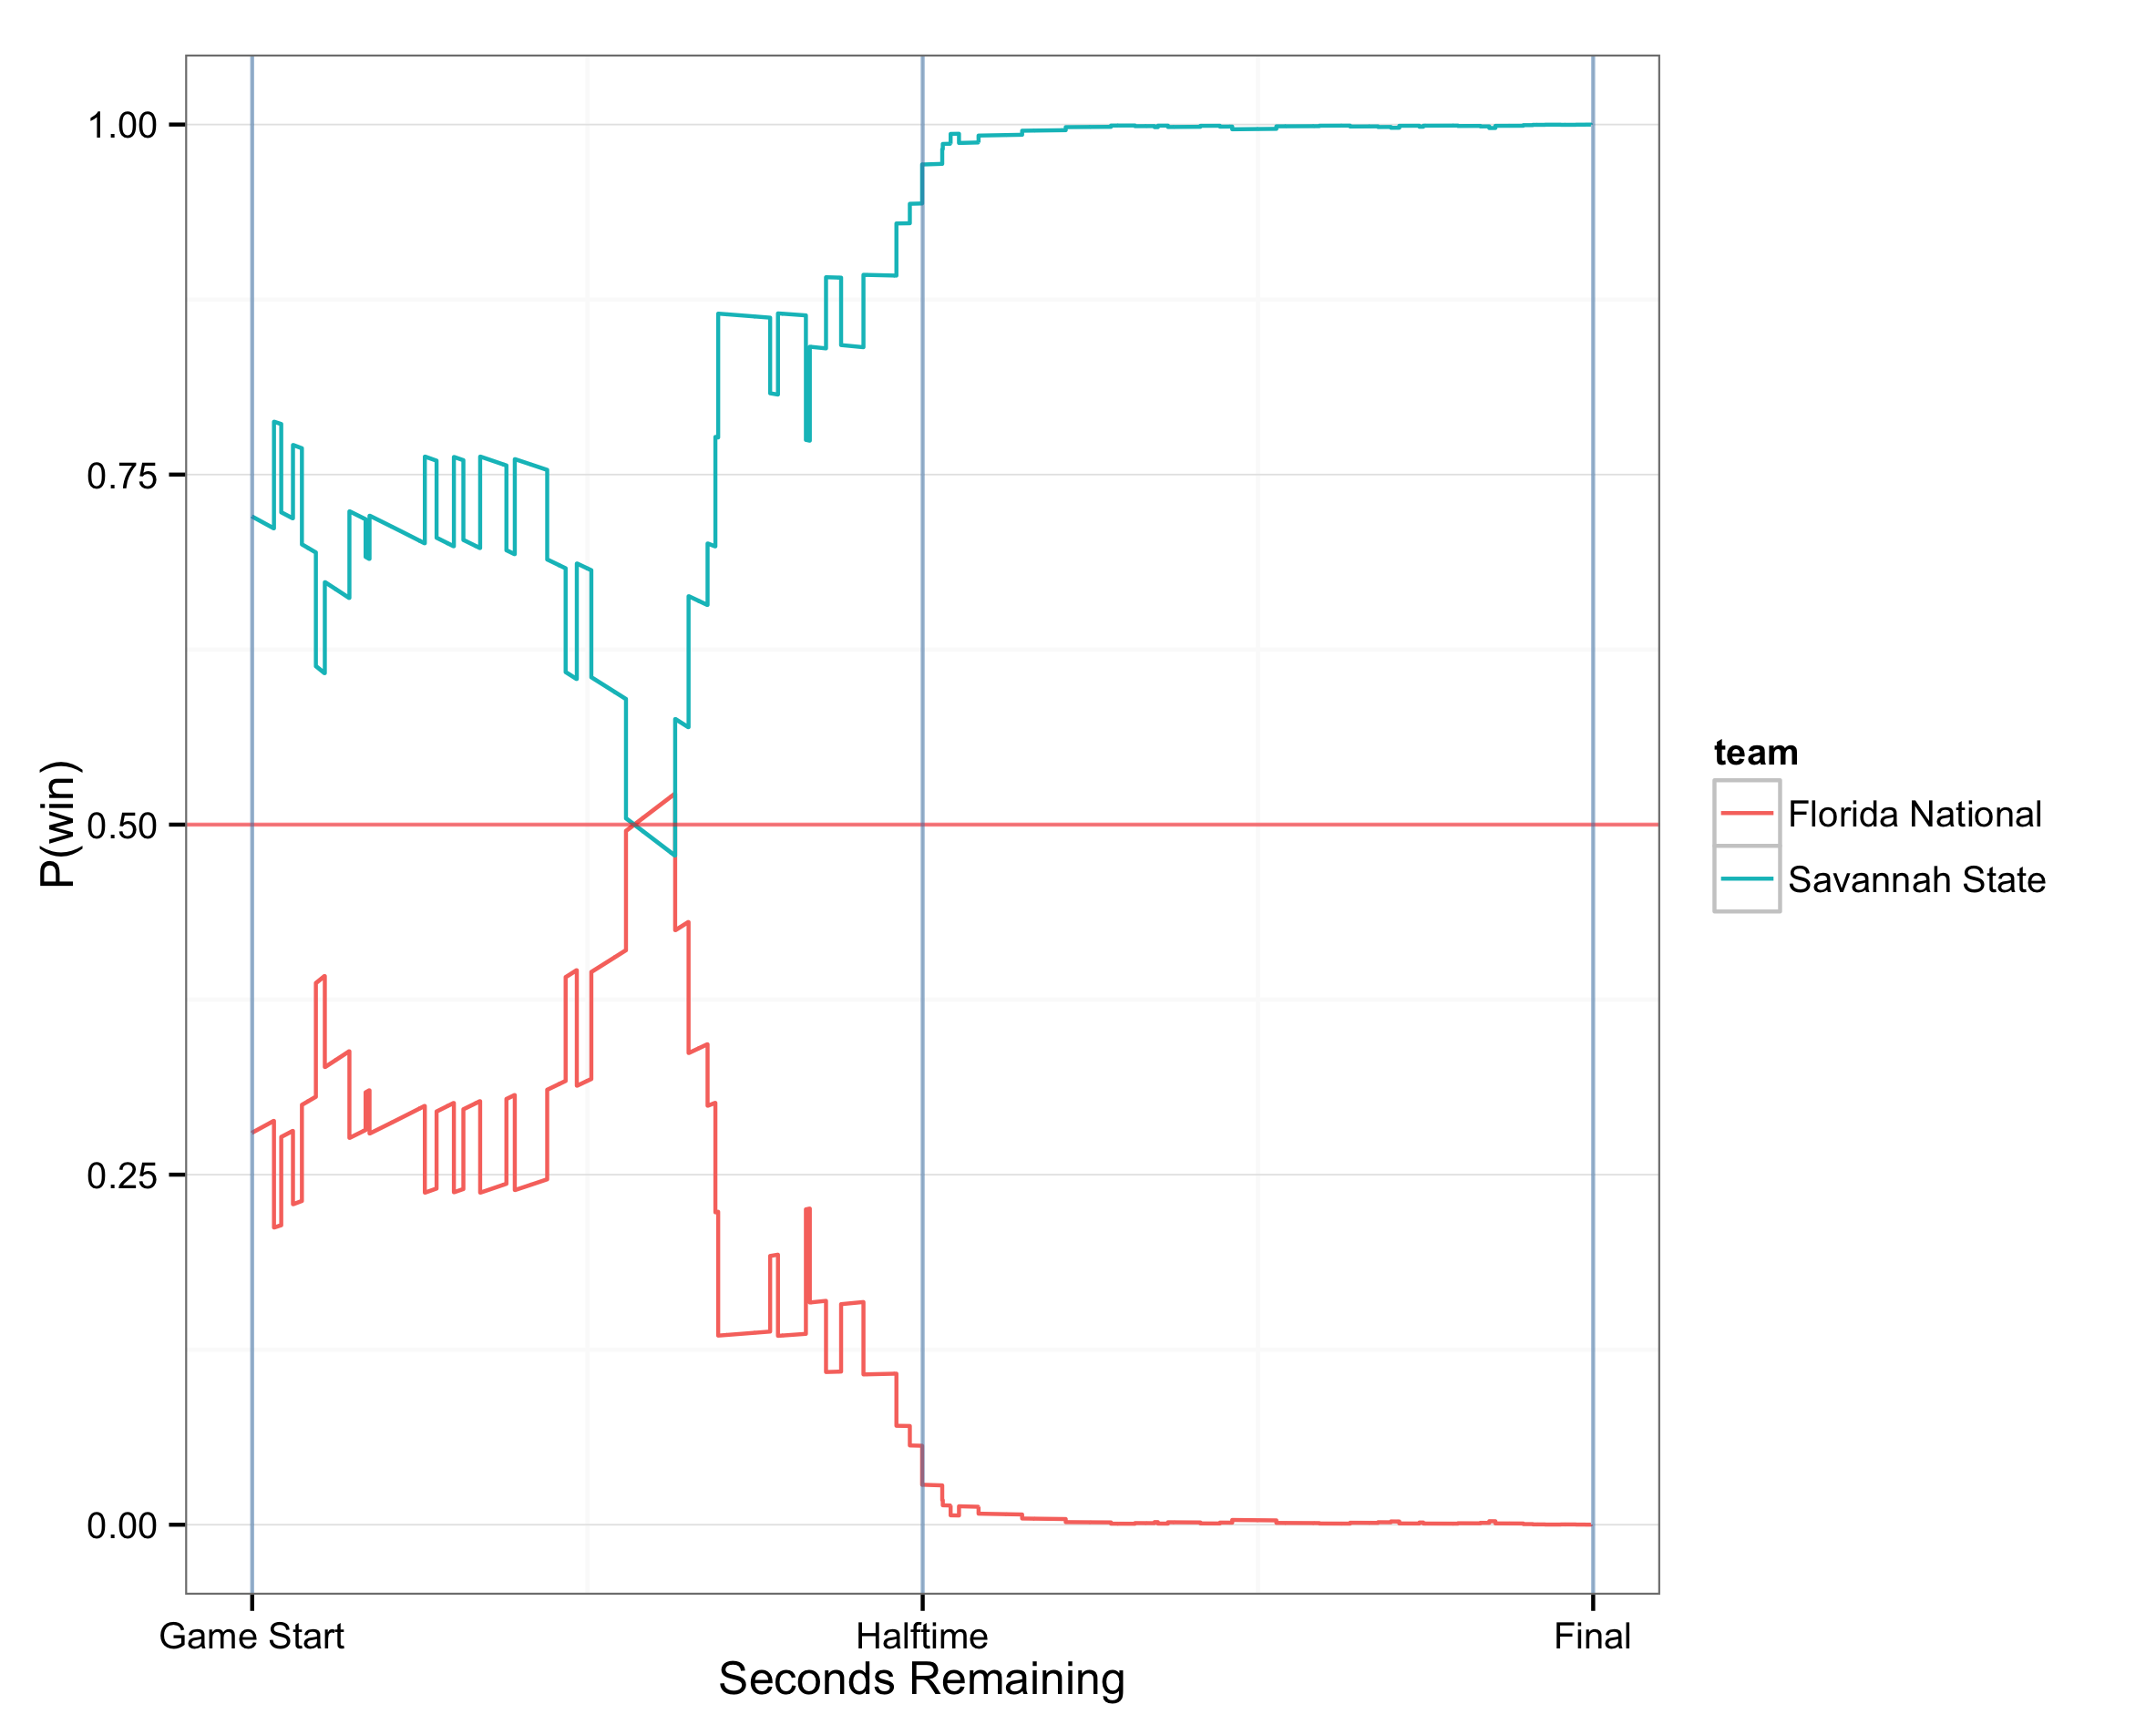 P(win)
1.00
0.75
0.50
0.25
0.00
Game Start
Halftime
Final
Seconds Remaining
team
Florida National
Savannah State